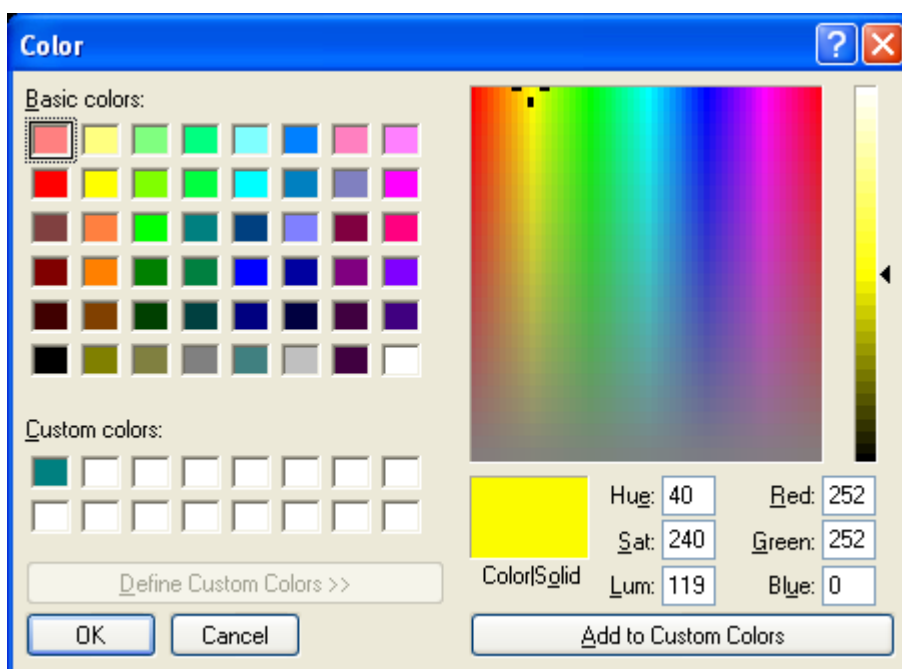 Color
Basic colors:
Custom colors:
Define Custom Colors >>
OK Cancel
Color|Solid
Hue: 40 Red: 252
Sat: 240 Green: 252
Lum: 119 Blue: 0
Add to Custom Colors